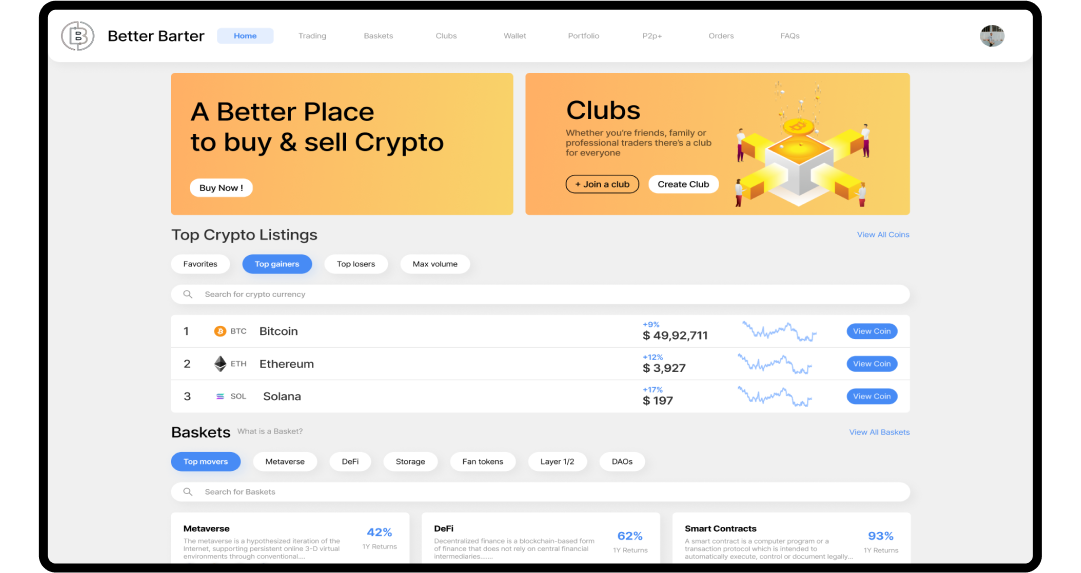 Better Barter Home Trading Baskets Clubs Wallet Portfolio P2p+ Orders FAQs
A Better Place
to buy & sell Crypto
Buy Now !
Clubs
Whether you're friends, family or
professional traders there's a club
for everyone
+ Join a club Create Club
Top Crypto Listings View All Coins
Favorites Top gainers Top losers Max volume
Search for crypto currency
1 BTC Bitcoin +9% $ 49,92,711 View Coin
2 ETH Ethereum +12% $ 3,927 View Coin
3 SOL Solana +17% $ 197 View Coin
Baskets What is a Basket? View All Baskets
Top movers Metaverse DeFi Storage Fan tokens Layer 1/2 DAOs
Search for Baskets
Metaverse
The metaverse is a hypothesized iteration of the
Internet, supporting persistent online 3-D virtual
environments through conventional....
42%
1Y Returns
DeFi
Decentralized finance is a blockchain-based form
of finance that does not rely on central financial
intermediaries......
62%
1Y Returns
Smart Contracts
A smart contract is a computer program or a
transaction protocol which is intended to
automatically execute, control or document legally...
93%
1Y Returns